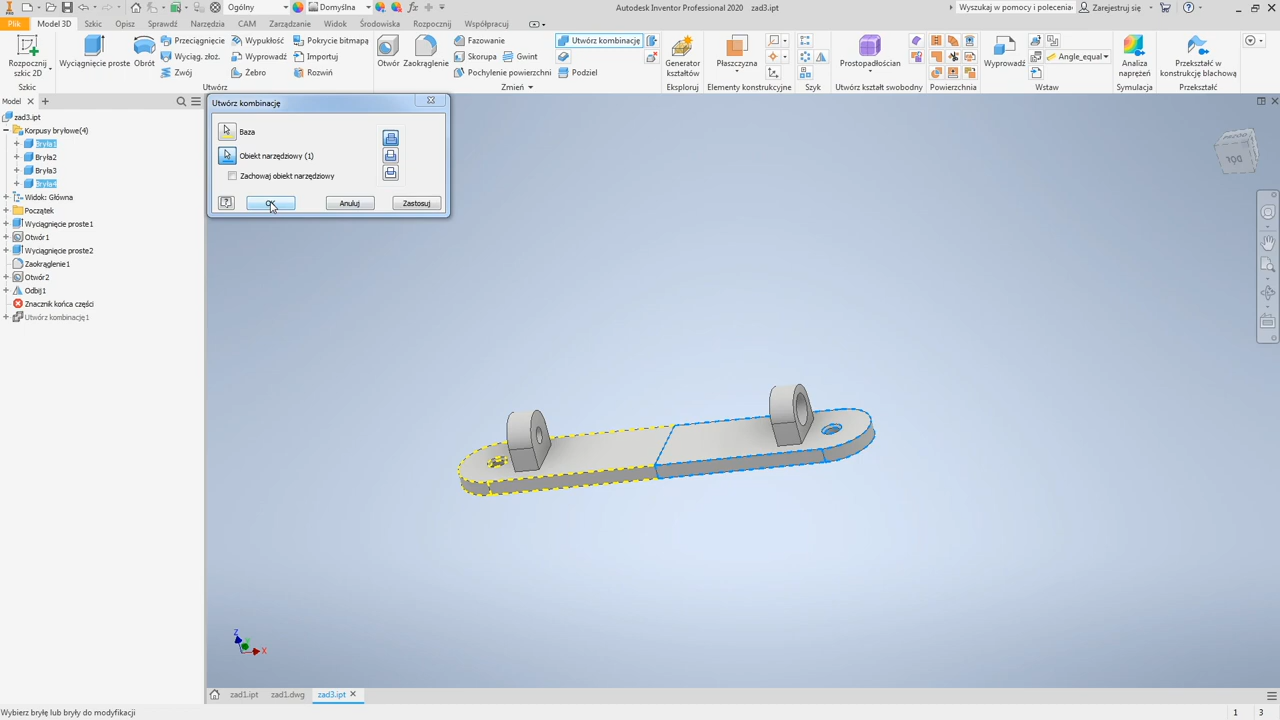 Ogólny
Domyślna
Autodesk Inventor Professional 2020 zad3.ipt
Wyszukaj w pomocy i poleceniach
Zarejestruj się
Plik Model 3D Szkic Opisz Sprawdź Narzędzia CAM Zarządzanie Widok Środowiska Rozpocznij Współpracuj
Rozpocznij szkic 2D
Szkic
Wyciągnięcie proste
Obrót
Przeciągnięcie
Wyciąg. złoż.
Zwój
Wypukłość
Wyprowadź
Żebro
Pokrycie bitmapą
Importuj
Rozwiń
Utwórz
Otwór
Zaokrąglenie
Fazowanie
Skorupa
Gwint
Pochylenie powierzchni
Utwórz kombinację
Podziel
Zmień
Generator kształtów
Eksploruj
Płaszczyzna
Elementy konstrukcyjne
Szyk
Prostopadłościan
Utwórz kształt swobodny
Powierzchnia
Wyprowadź
Angle_equal
Wstaw
Analiza naprężeń
Symulacja
Przekształć w konstrukcję blachową
Przekształć
Model
zad3.ipt
Korpusy bryłowe(4)
Bryła1
Bryła2
Bryła3
Bryła4
Widok: Główna
Początek
Wyciągnięcie proste1
Otwór1
Wyciągnięcie proste2
Zaokrąglenie1
Otwór2
Odbij1
Znacznik końca części
Utwórz kombinację1
Utwórz kombinację
Baza
Obiekt narzędziowy (1)
Zachowaj obiekt narzędziowy
OK
Anuluj
Zastosuj
Z
X
zad1.ipt
zad1.dwg
zad3.ipt
Wybierz bryłę lub bryły do modyfikacji
1
3